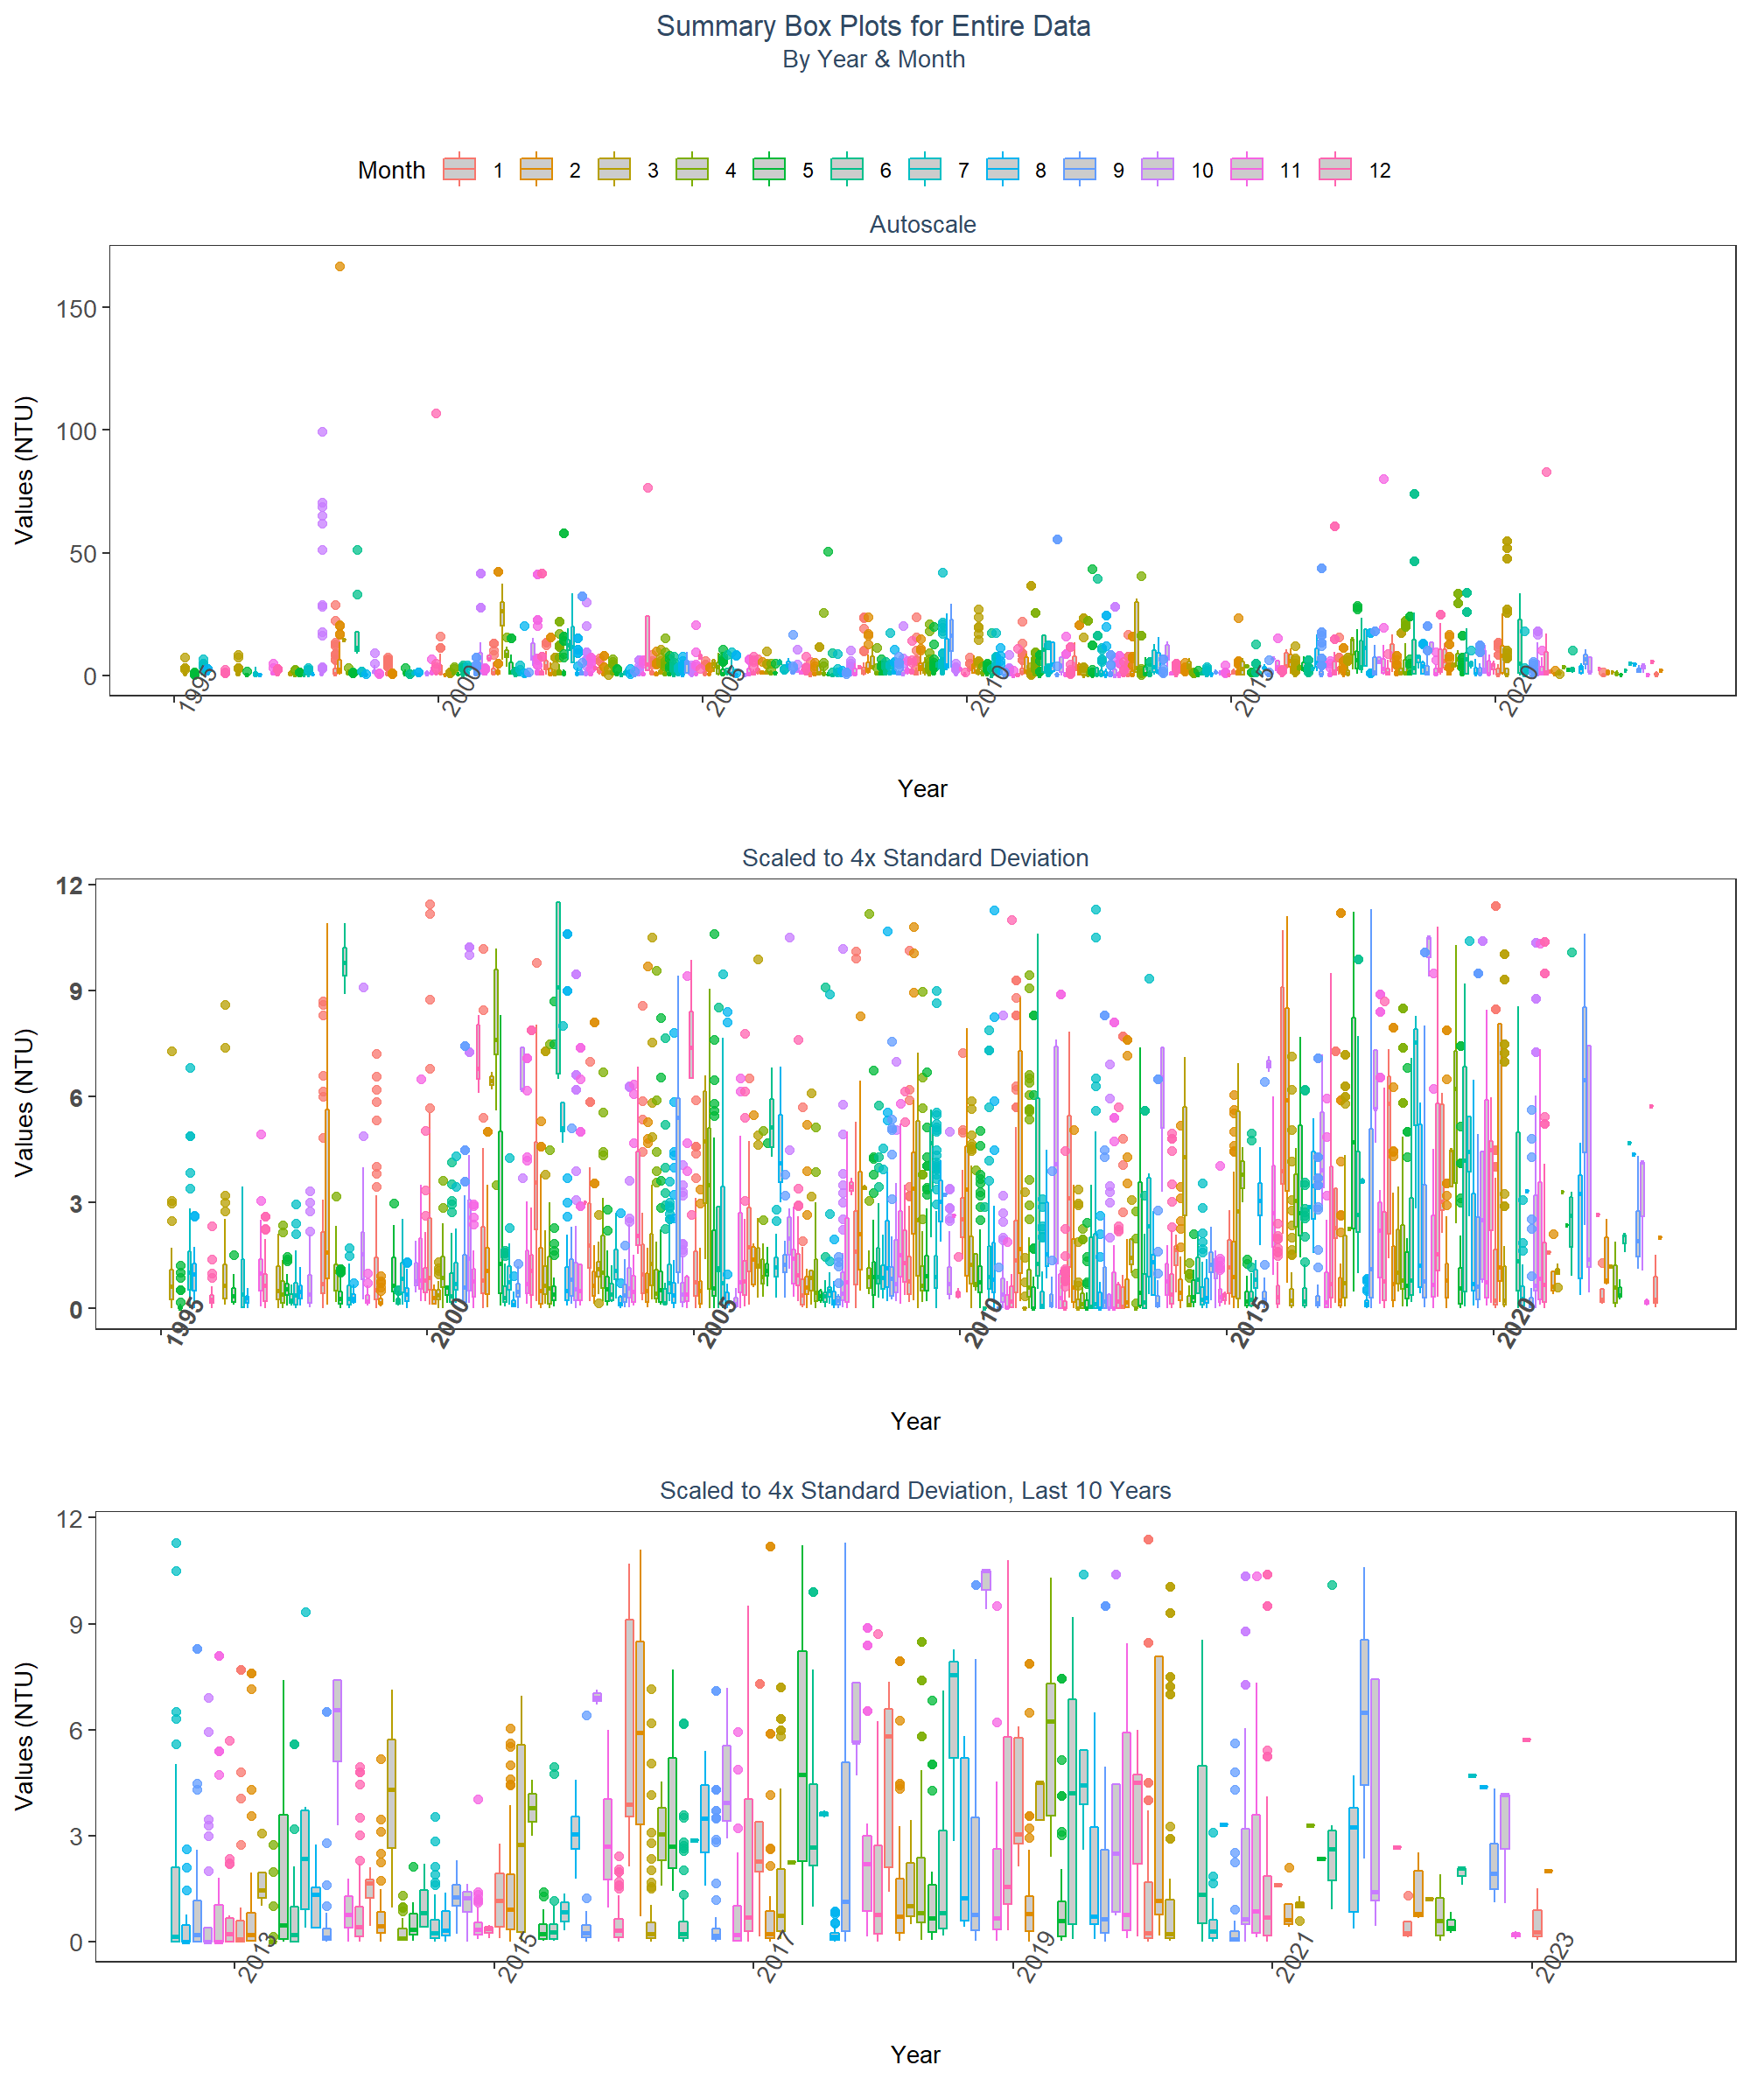 Summary Box Plots for Entire Data
By Year & Month
Month 1 2 3 4 5 6 7 8 9 10 11 12
Autoscale
Values (NTU)
150
100
50
0
1995 2000 2005 2010 2015 2020
Year
Scaled to 4x Standard Deviation
Values (NTU)
12
9
6
3
0
1995 2000 2005 2010 2015 2020
Year
Scaled to 4x Standard Deviation, Last 10 Years
Values (NTU)
12
9
6
3
0
2013 2015 2017 2019 2021 2023
Year